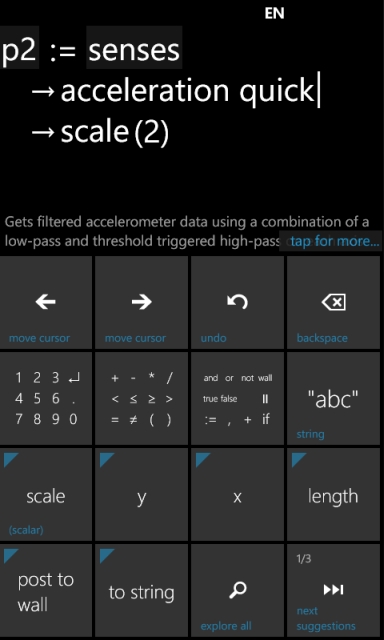 EN
p2 := senses
→acceleration quick
→scale(2)
Gets filtered accelerometer data using a combination of a
low-pass and threshold triggered high-pass tap for more...
move cursor
move cursor
undo
backspace
1 2 3 ↵
4 5 6 .
7 8 9 0
+ - * /
< ≤ ≥ >
= ≠ ( )
and or not wall
true false ||
:= , + if
"abc"
string
scale
(scalar)
y
x
length
post to
wall
to string
explore all
1/3
next
suggestions